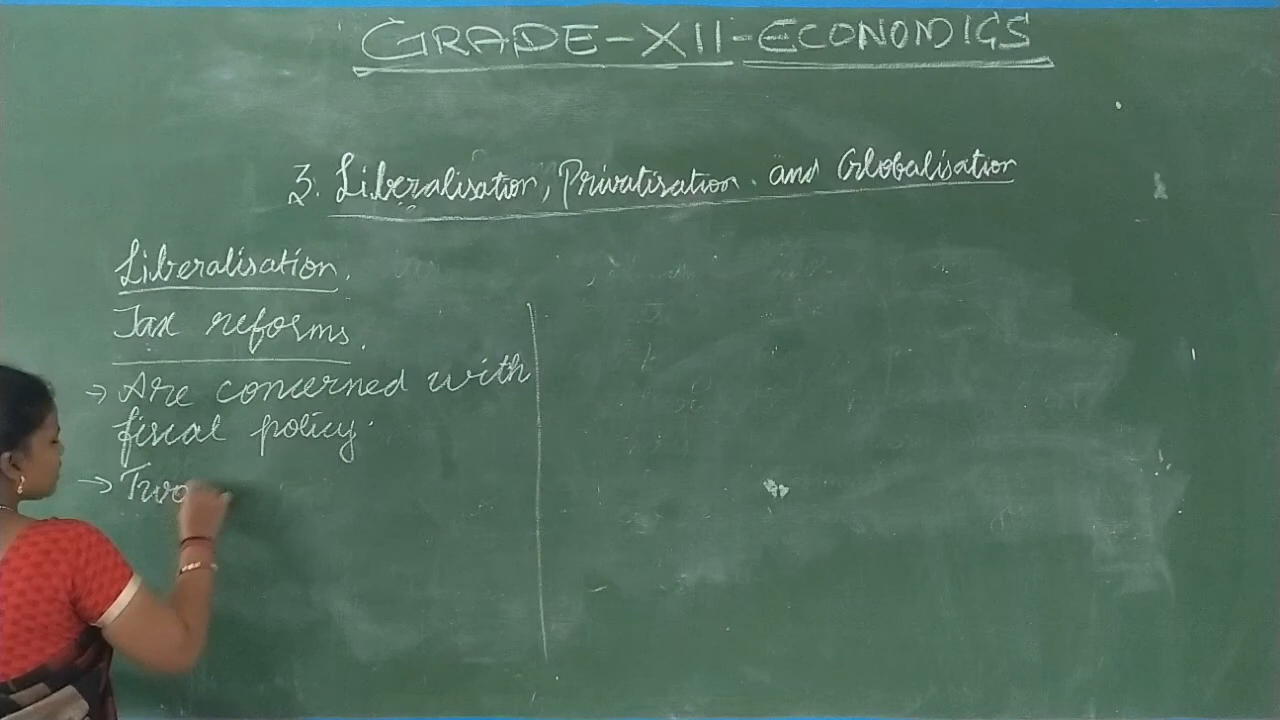 GRADE-XII-ECONOMICS
3. Liberalisation, Privatisation. and Globalisation
Liberalisation.
Tax reforms.
→ Are concerned with
fiscal policy.
→ Two